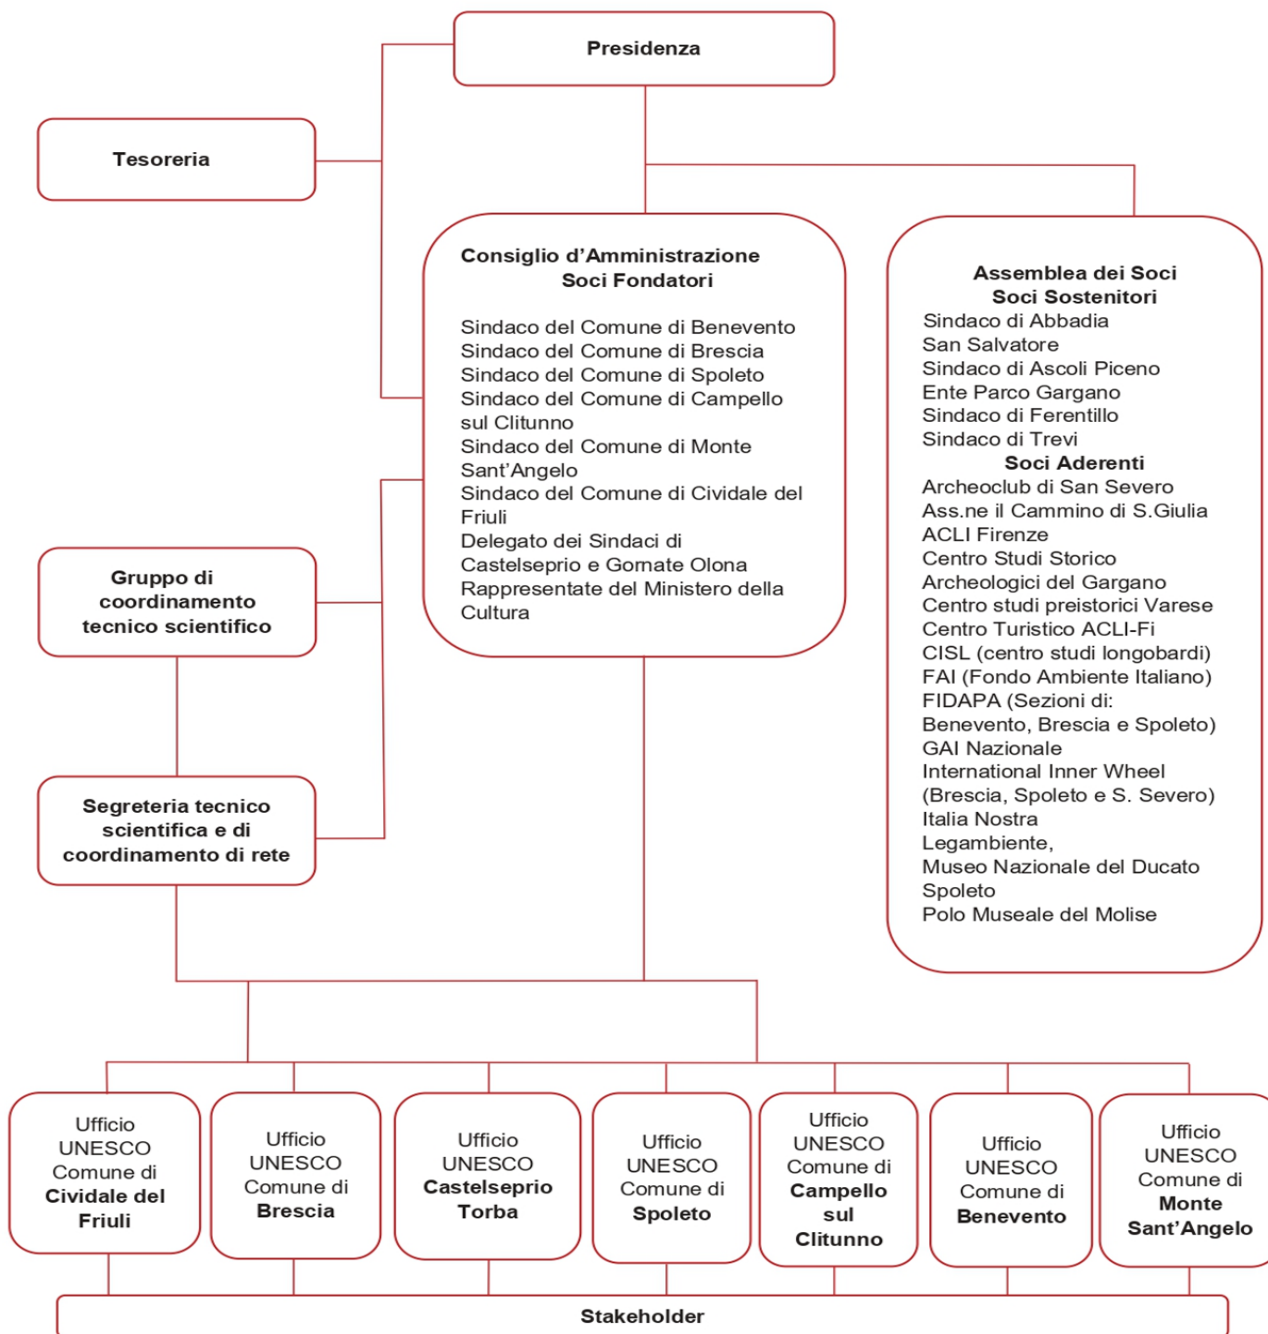 Presidenza
Tesoreria
Consiglio d'Amministrazione
Soci Fondatori
Sindaco del Comune di Benevento
Sindaco del Comune di Brescia
Sindaco del Comune di Spoleto
Sindaco del Comune di Campello
sul Clitunno
Sindaco del Comune di Monte
Sant'Angelo
Sindaco del Comune di Cividale del
Friuli
Delegato dei Sindaci di
Castelseprio e Gornate Olona
Rappresentate del Ministero della
Cultura
Assemblea dei Soci
Soci Sostenitori
Sindaco di Abbadia
San Salvatore
Sindaco di Ascoli Piceno
Ente Parco Gargano
Sindaco di Ferentillo
Sindaco di Trevi
Soci Aderenti
Archeoclub di San Severo
Ass.ne il Cammino di S.Giulia
ACLI Firenze
Centro Studi Storico
Archeologici del Gargano
Centro studi preistorici Varese
Centro Turistico ACLI-Fi
CISL (centro studi longobardi)
FAI (Fondo Ambiente Italiano)
FIDAPA (Sezioni di:
Benevento, Brescia e Spoleto)
GAI Nazionale
International Inner Wheel
(Brescia, Spoleto e S. Severo)
Italia Nostra
Legambiente,
Museo Nazionale del Ducato
Spoleto
Polo Museale del Molise
Gruppo di
coordinamento
tecnico scientifico
Segreteria tecnico
scientifica e di
coordinamento di rete
Ufficio
UNESCO
Comune di
Cividale del
Friuli
Ufficio
UNESCO
Comune di
Brescia
Ufficio
UNESCO
Castelseprio
Torba
Ufficio
UNESCO
Comune di
Spoleto
Ufficio
UNESCO
Comune di
Campello
sul
Clitunno
Ufficio
UNESCO
Comune di
Benevento
Ufficio
UNESCO
Comune di
Monte
Sant'Angelo
Stakeholder